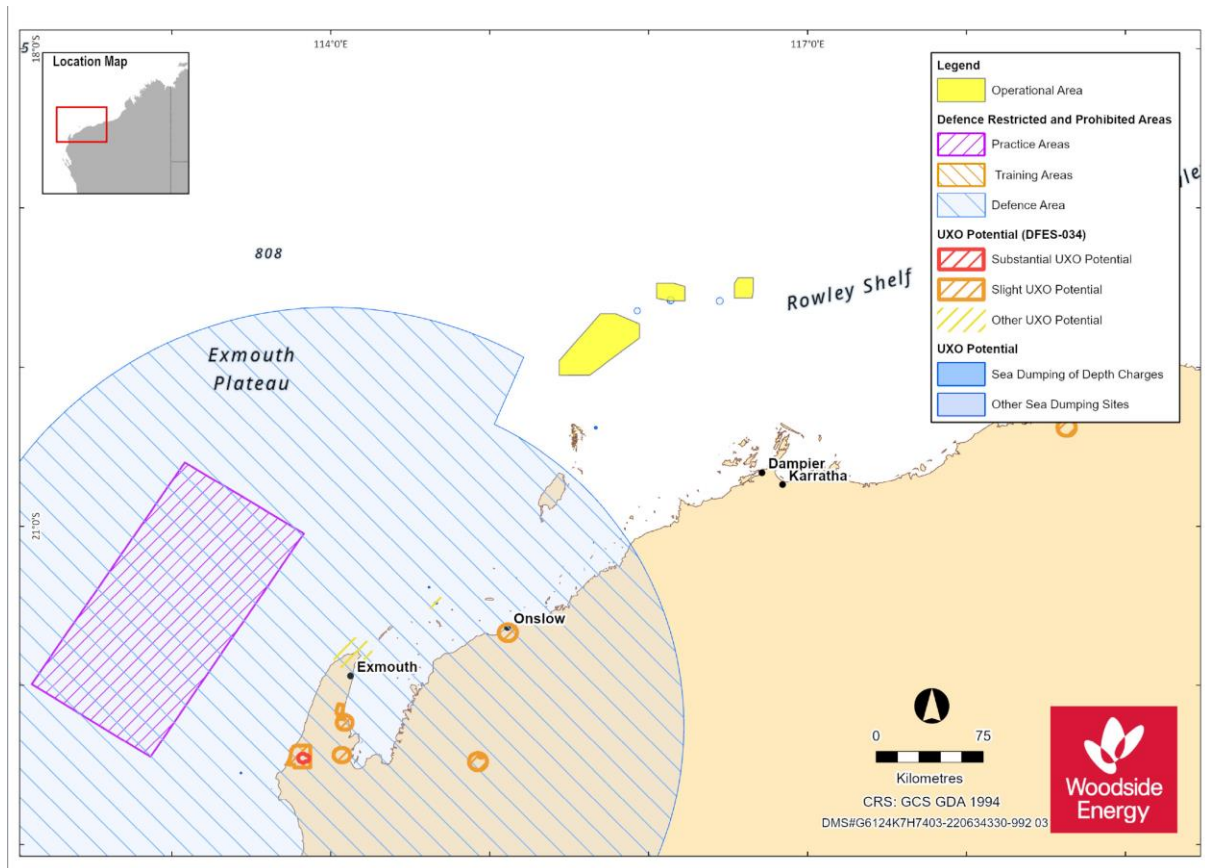 114°0'E
117°0'E
18°0'S
21°0'S
5
Location Map
808
Exmouth
Plateau
Rowley Shelf
Dampier
Karratha
Onslow
Exmouth
Legend
Operational Area
Defence Restricted and Prohibited Areas
Practice Areas
Training Areas
Defence Area
UXO Potential (DFES-034)
Substantial UXO Potential
Slight UXO Potential
Other UXO Potential
UXO Potential
Sea Dumping of Depth Charges
Other Sea Dumping Sites
0
75
Kilometres
CRS: GCS GDA 1994
DMS#G6124K7H7403-220634330-992 03
Woodside
Energy